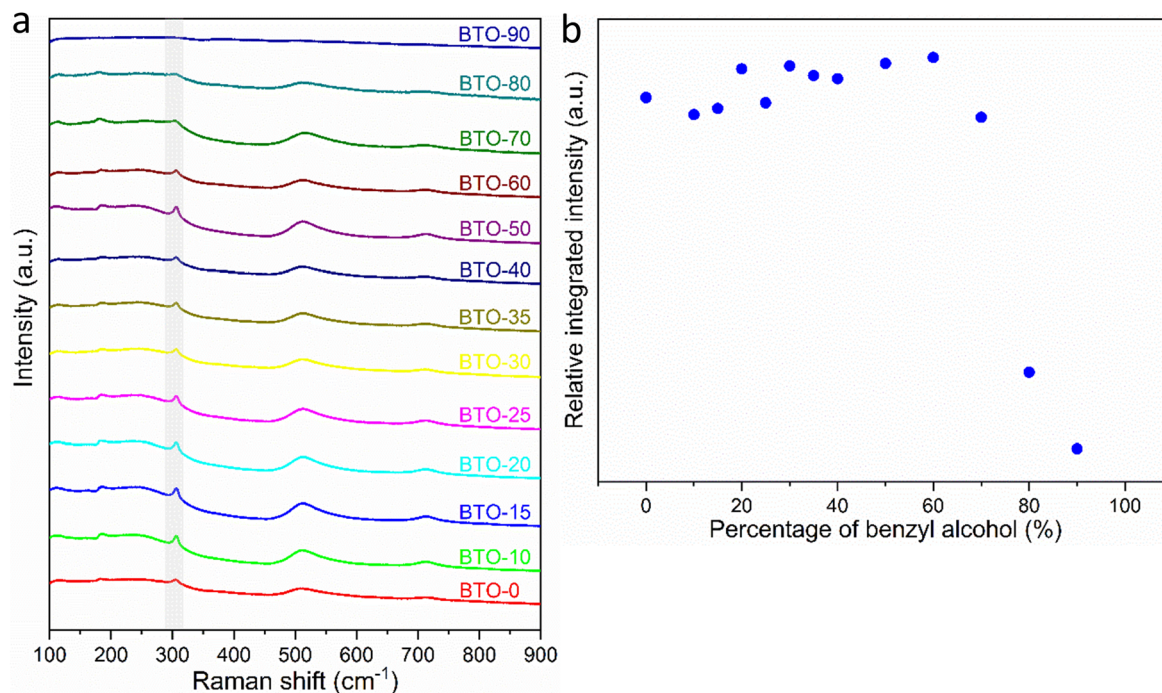 a
BTO-90
BTO-80
BTO-70
BTO-60
BTO-50
BTO-40
BTO-35
BTO-30
BTO-25
BTO-20
BTO-15
BTO-10
BTO-0
Intensity (a.u.)
100 200 300 400 500 600 700 800 900
Raman shift (cm⁻¹)
b
Relative integrated intensity (a.u.)
0 20 40 60 80 100
Percentage of benzyl alcohol (%)